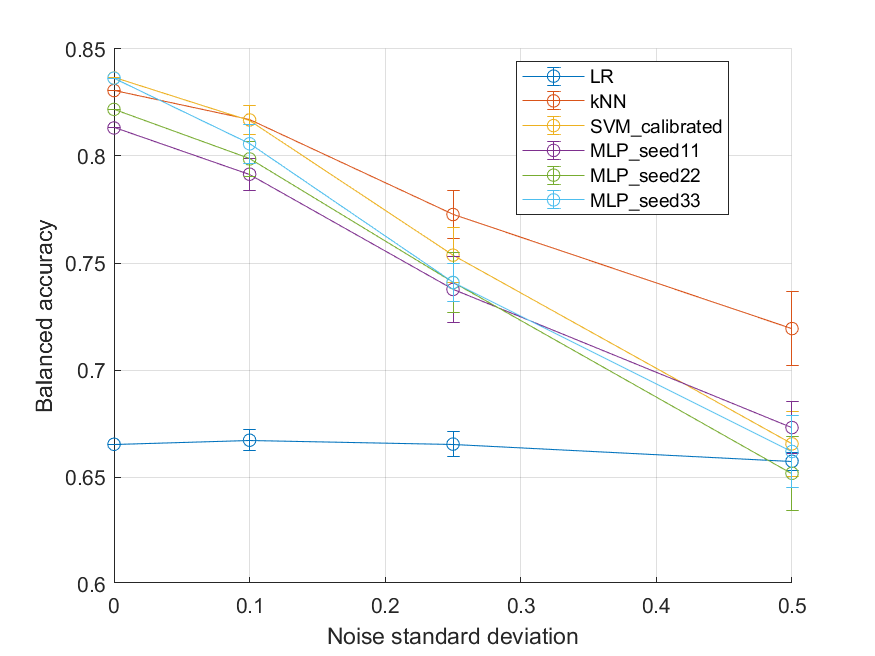 0.85
0.8
0.75
0.7
0.65
0.6
Balanced accuracy
LR
kNN
SVM_calibrated
MLP_seed11
MLP_seed22
MLP_seed33
0 0.1 0.2 0.3 0.4 0.5
Noise standard deviation